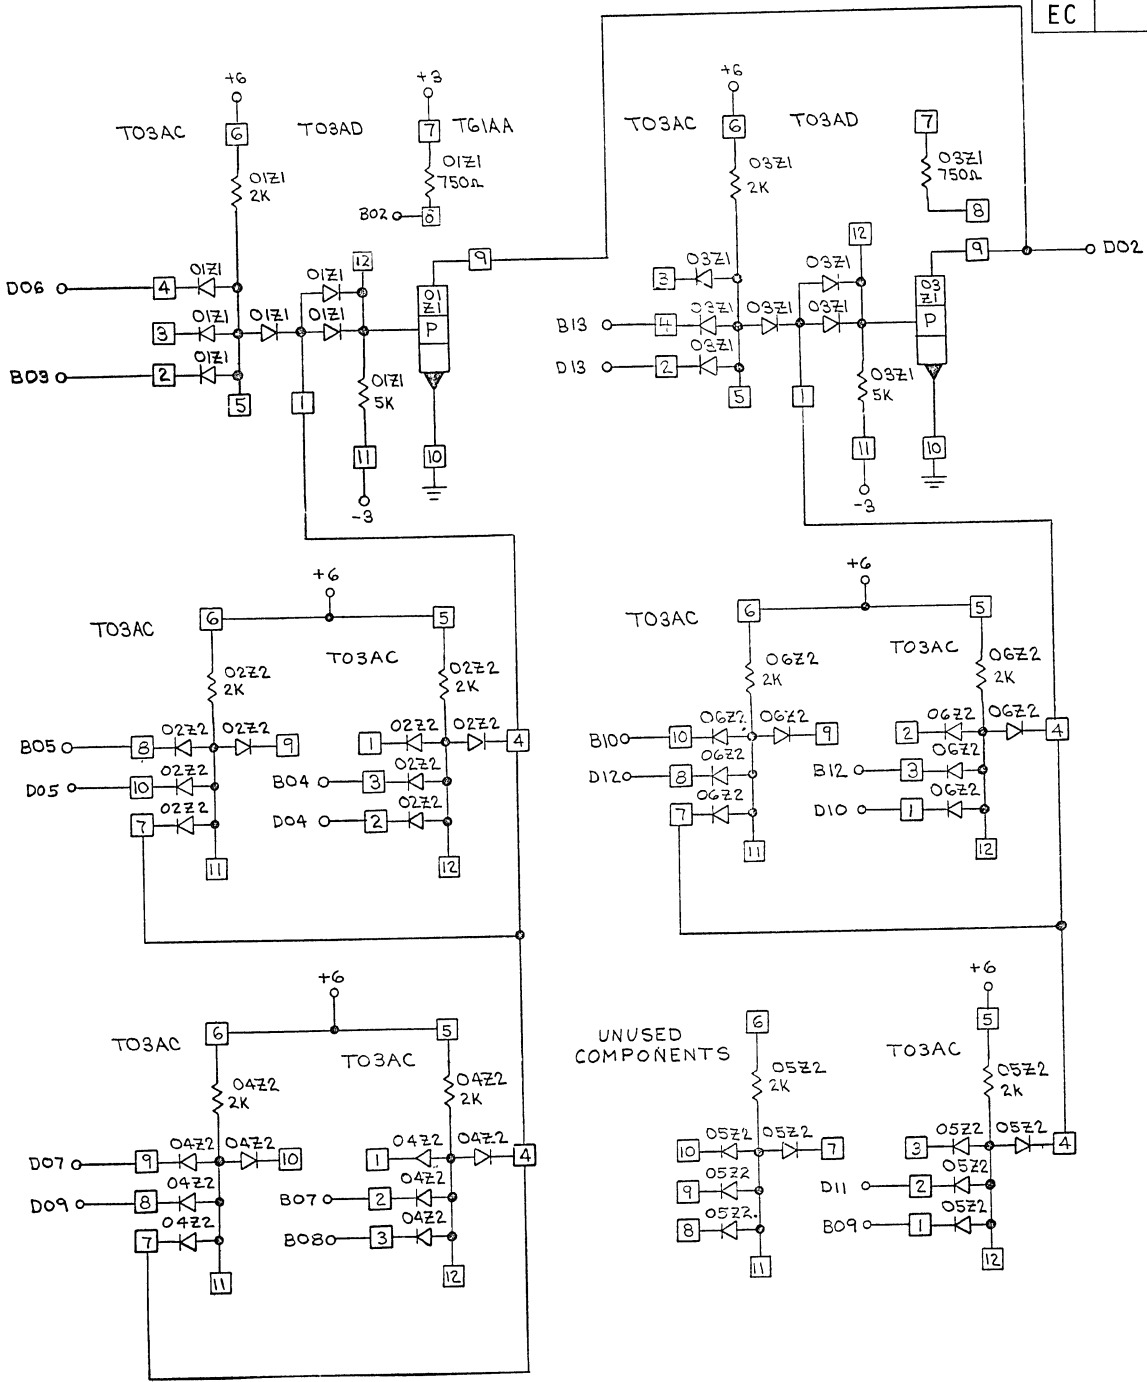 EC
+6
+3
+6
T03AC
6
T03AD
7
T61AA
T03AC
6
T03AD
7
01Z1
2K
01Z1
750Ω
03Z1
2K
03Z1
750Ω
B02
8
8
12
9
12
9
D02
D06
4
01Z1
01Z1
3
03Z1
03Z1
3
01Z1
01Z1
01Z1
01
Z1
P
B13
4
03Z1
03Z1
03Z1
03
Z1
P
B03
2
01Z1
D13
2
03Z1
5
1
01Z1
5K
5
1
03Z1
5K
11
10
11
10
-3
-3
+6
+6
T03AC
6
5
T03AC
6
5
T03AC
T03AC
02Z2
2K
02Z2
2K
06Z2
2K
06Z2
2K
B05
8
02Z2
02Z2
9
1
02Z2
02Z2
4
B10
10
06Z2
06Z2
9
2
06Z2
06Z2
4
D05
10
02Z2
B04
3
02Z2
D12
8
06Z2
B12
3
06Z2
7
02Z2
D04
2
02Z2
7
06Z2
D10
1
06Z2
11
12
11
12
+6
+6
T03AC
6
5
UNUSED
COMPONENTS
6
5
T03AC
T03AC
04Z2
2K
04Z2
2K
05Z2
2K
05Z2
2K
D07
9
04Z2
04Z2
10
1
04Z2
04Z2
4
10
05Z2
05Z2
7
3
05Z2
05Z2
4
D09
8
04Z2
B07
2
04Z2
9
05Z2
D11
2
05Z2
7
04Z2
B08
3
04Z2
8
05Z2.
B09
1
05Z2
11
12
11
12